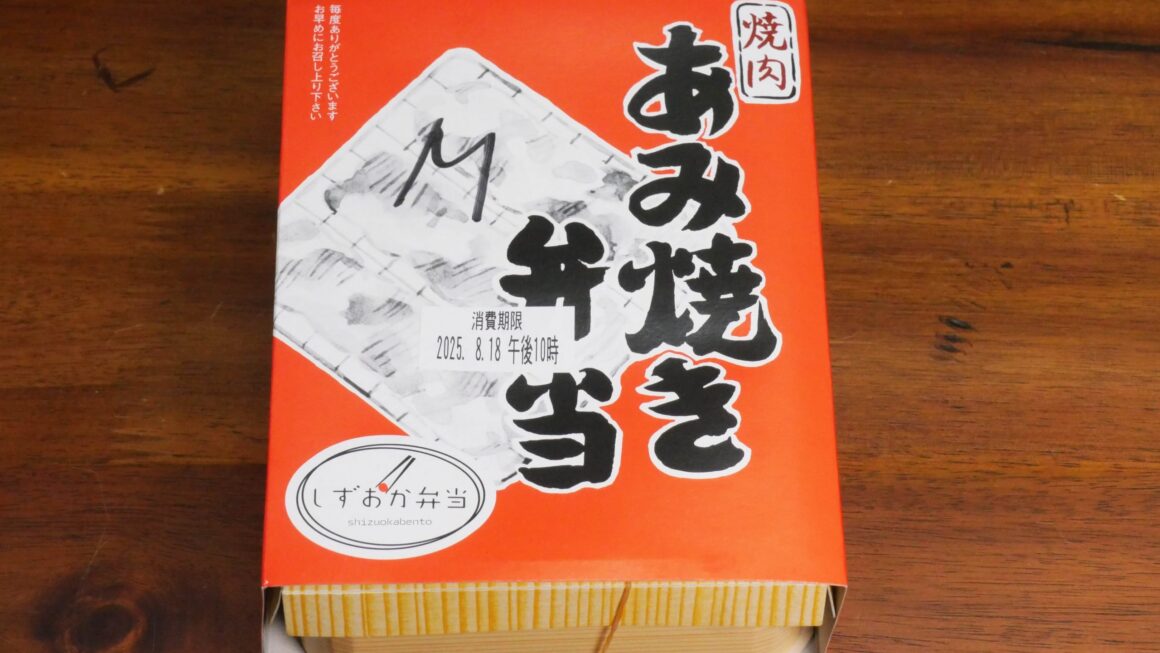 焼肉
あみ焼き
弁当
毎度ありがとうございます
お早めにお召し上り下さい
M
消費期限
2025. 8.18 午後10時
しずおか弁当
shizuokabento